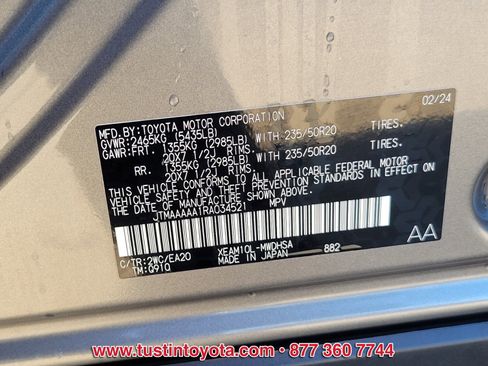 MFD.BY:TOYOTA MOTOR CORPORATION 02/24
GVWR:2465KG (5435LB)
GAWR:FRT. 1355KG (2985LB) WITH 235/50R20 TIRES.
20X7 1/2J RIMS
RR. 1355KG (2985LB) WITH 235/50R20 TIRES.
20X7 1/2J RIMS
THIS VEHICLE CONFORMS TO ALL APPLICABLE FEDERAL MOTOR
VEHICLE SAFETY AND THEFT PREVENTION STANDARDS IN EFFECT ON
THE DATE OF MANUFACTURE SHOWN ABOVE.
JTMAAAAA1RA034521 MPV
C/TR:2WC/EA20 XEAM10L-MWDHSA 882 AA
TM:Q91Q MADE IN JAPAN
www.tustintoyota.com • 877 360 7744